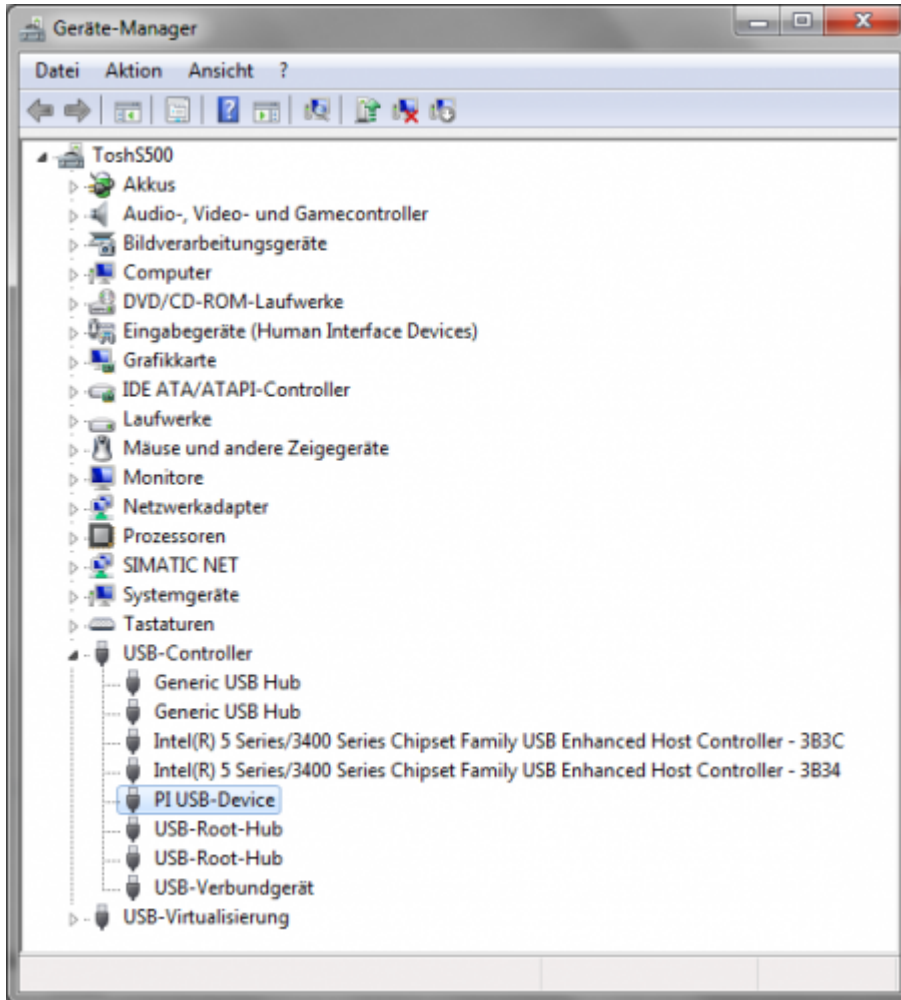 Geräte-Manager
Datei Aktion Ansicht ?
ToshS500
Akkus
Audio-, Video- und Gamecontroller
Bildverarbeitungsgeräte
Computer
DVD/CD-ROM-Laufwerke
Eingabegeräte (Human Interface Devices)
Grafikkarte
IDE ATA/ATAPI-Controller
Laufwerke
Mäuse und andere Zeigegeräte
Monitore
Netzwerkadapter
Prozessoren
SIMATIC NET
Systemgeräte
Tastaturen
USB-Controller
Generic USB Hub
Generic USB Hub
Intel(R) 5 Series/3400 Series Chipset Family USB Enhanced Host Controller - 3B3C
Intel(R) 5 Series/3400 Series Chipset Family USB Enhanced Host Controller - 3B34
PI USB-Device
USB-Root-Hub
USB-Root-Hub
USB-Verbundgerät
USB-Virtualisierung